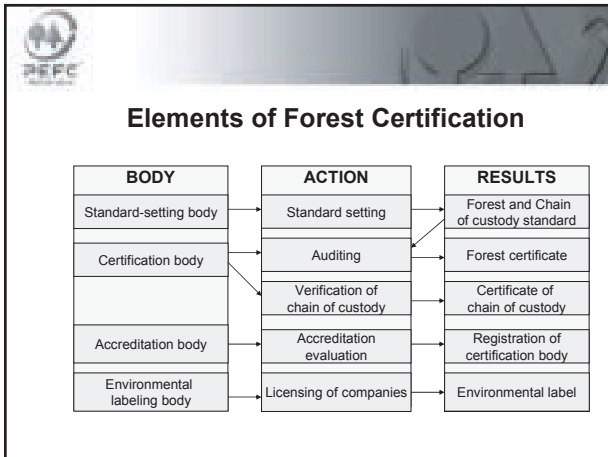 PEFC
Elements of Forest Certification
BODY
ACTION
RESULTS
Standard-setting body
Standard setting
Forest and Chain
of custody standard
Certification body
Auditing
Forest certificate
Verification of
chain of custody
Certificate of
chain of custody
Accreditation body
Accreditation
evaluation
Registration of
certification body
Environmental
labeling body
Licensing of companies
Environmental label